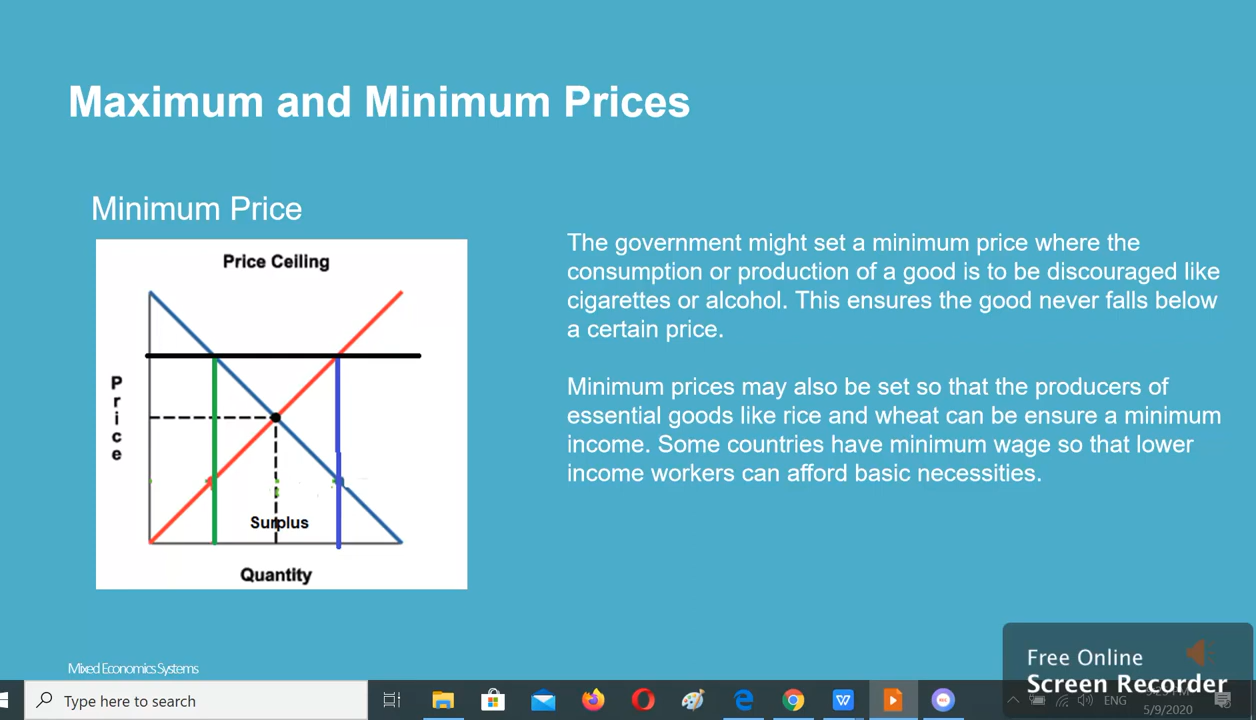 Maximum and Minimum Prices
Minimum Price
Price Ceiling
Price
Surplus
Quantity
The government might set a minimum price where the
consumption or production of a good is to be discouraged like
cigarettes or alcohol. This ensures the good never falls below
a certain price.
Minimum prices may also be set so that the producers of
essential goods like rice and wheat can be ensure a minimum
income. Some countries have minimum wage so that lower
income workers can afford basic necessities.
Mixed Economics Systems
Free Online
Screen Recorder
Type here to search
ENG
5/9/2020